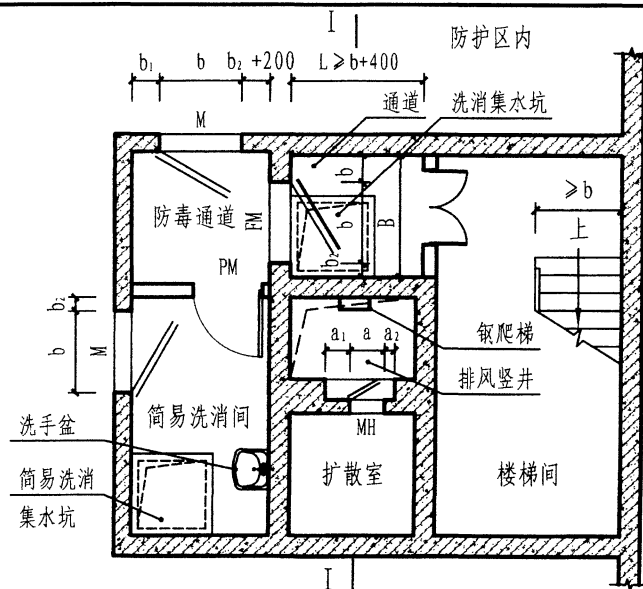 I
防护区内
b₁ b b₂ +200 L≥b+400
通道
洗消集水坑
M
防毒通道
FM
b
b
b₂
B
≥b
上
PM
b₂
b
M
a₁ a a₂
钢爬梯
排风竖井
简易洗消间
MH
洗手盆
扩散室
楼梯间
简易洗消
集水坑
I